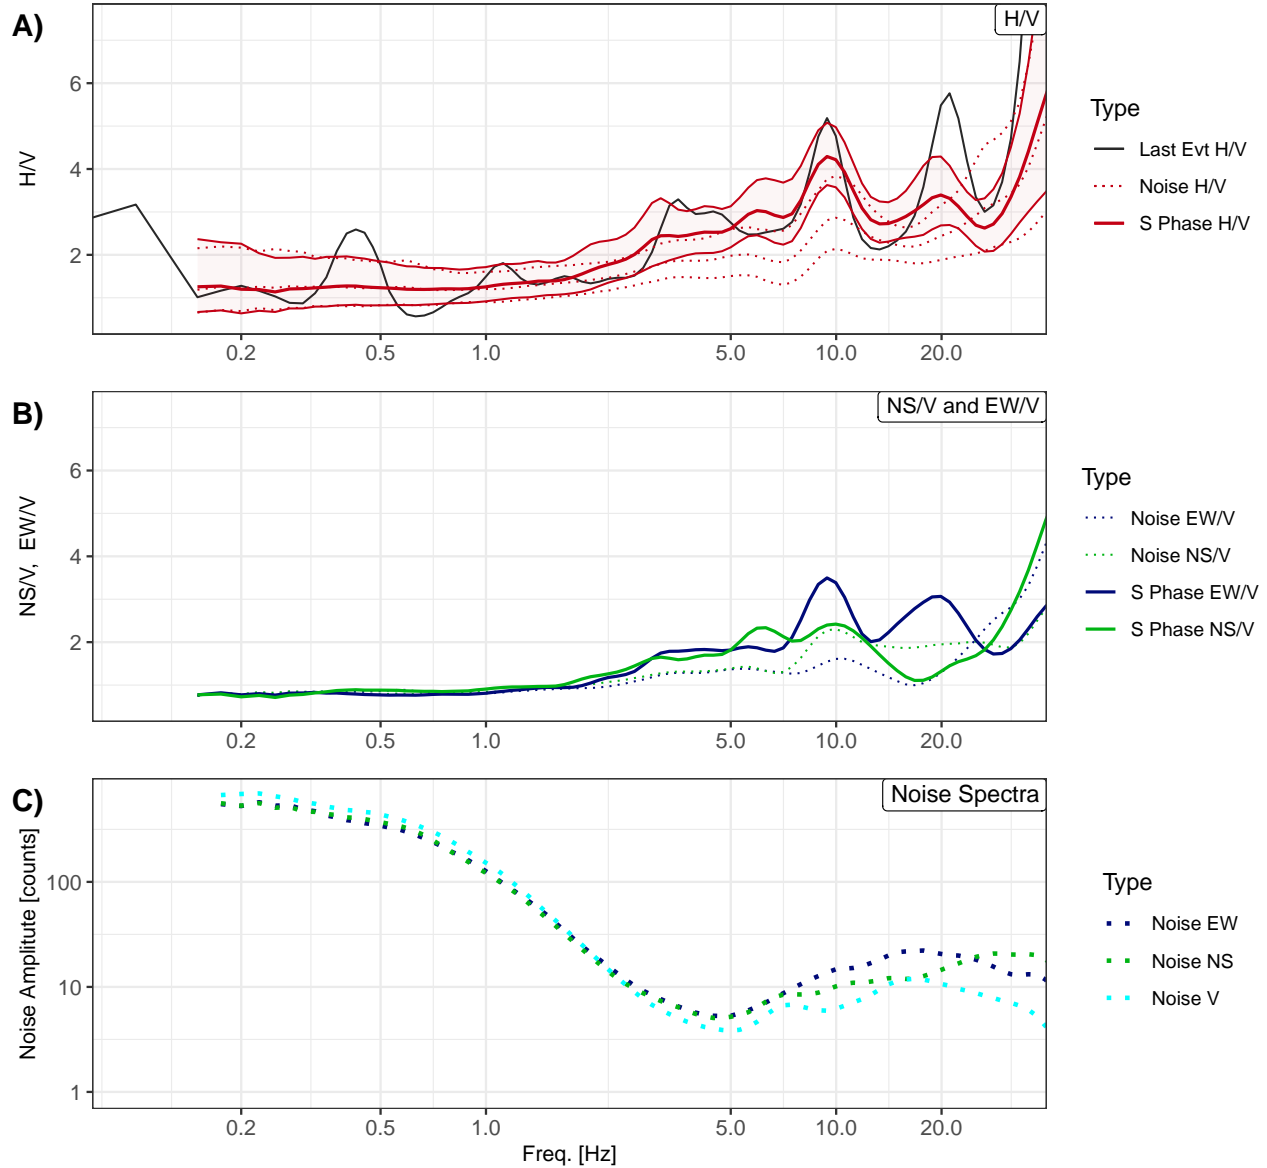 A)
H/V
6
4
2
H/V
0.2 0.5 1.0 5.0 10.0 20.0
Type
Last Evt H/V
Noise H/V
S Phase H/V
B)
NS/V and EW/V
6
4
2
NS/V, EW/V
0.2 0.5 1.0 5.0 10.0 20.0
Type
Noise EW/V
Noise NS/V
S Phase EW/V
S Phase NS/V
C)
Noise Spectra
100
10
1
Noise Amplitute [counts]
0.2 0.5 1.0 5.0 10.0 20.0
Freq. [Hz]
Type
Noise EW
Noise NS
Noise V